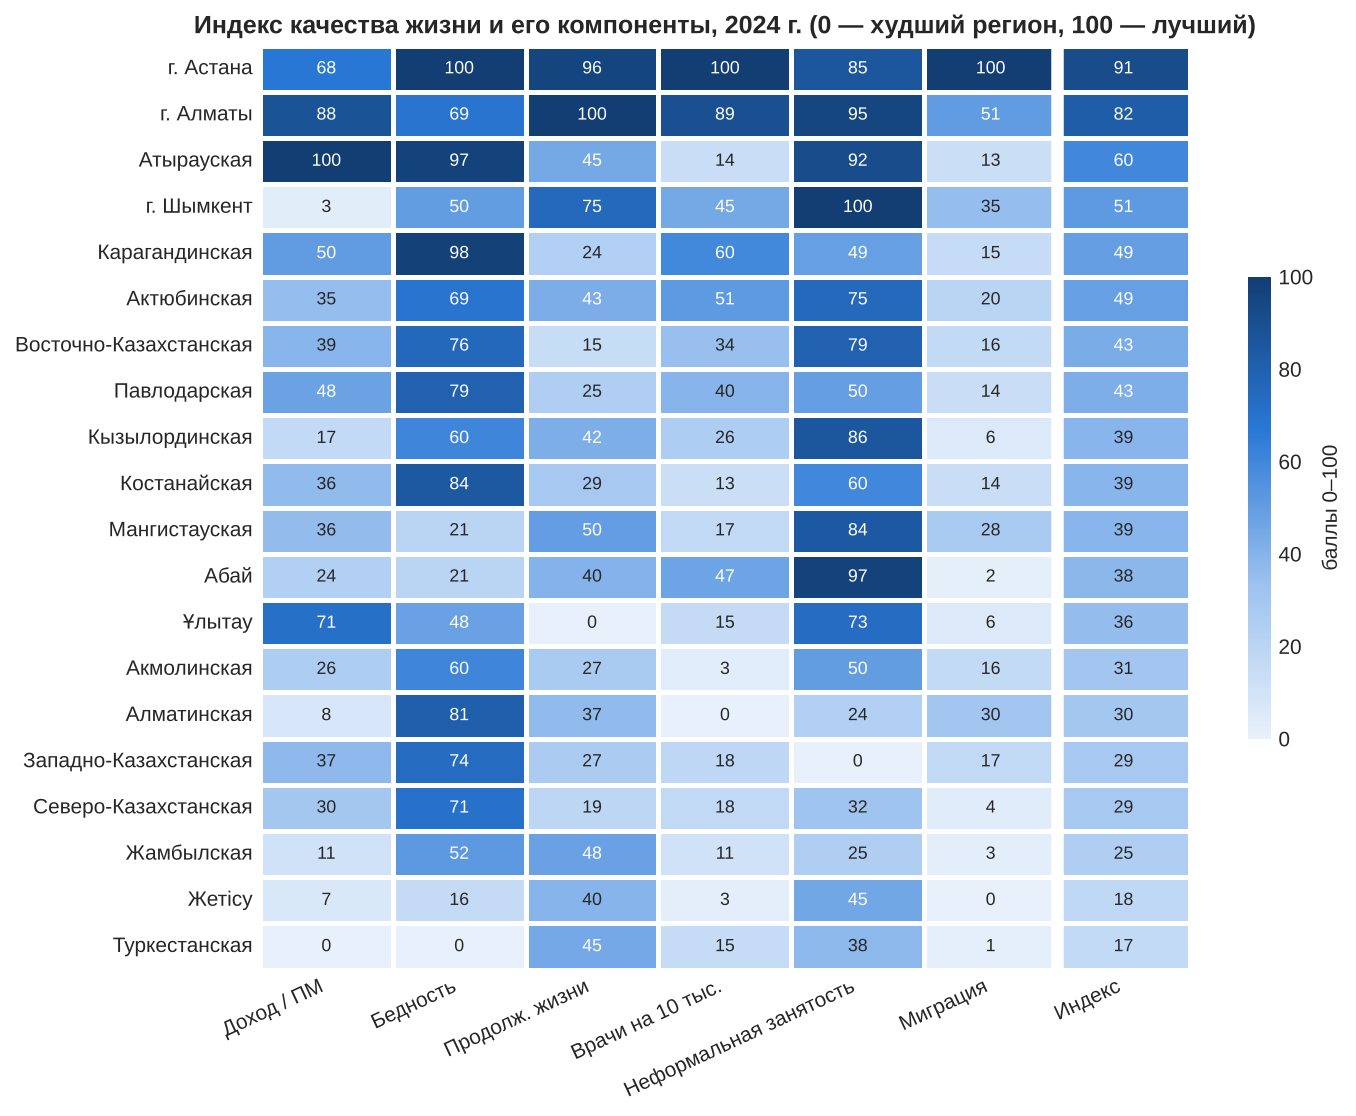 Индекс качества жизни и его компоненты, 2024 г. (0 — худший регион, 100 — лучший)
г. Астана 68 100 96 100 85 100 91
г. Алматы 88 69 100 89 95 51 82
Атырауская 100 97 45 14 92 13 60
г. Шымкент 3 50 75 45 100 35 51
Карагандинская 50 98 24 60 49 15 49
Актюбинская 35 69 43 51 75 20 49
Восточно-Казахстанская 39 76 15 34 79 16 43
Павлодарская 48 79 25 40 50 14 43
Кызылординская 17 60 42 26 86 6 39
Костанайская 36 84 29 13 60 14 39
Мангистауская 36 21 50 17 84 28 39
Абай 24 21 40 47 97 2 38
Ұлытау 71 48 0 15 73 6 36
Акмолинская 26 60 27 3 50 16 31
Алматинская 8 81 37 0 24 30 30
Западно-Казахстанская 37 74 27 18 0 17 29
Северо-Казахстанская 30 71 19 18 32 4 29
Жамбылская 11 52 48 11 25 3 25
Жетісу 7 16 40 3 45 0 18
Туркестанская 0 0 45 15 38 1 17
Доход / ПМ
Бедность
Продолж. жизни
Врачи на 10 тыс.
Неформальная занятость
Миграция
Индекс
100
80
60
40
20
0
баллы 0–100